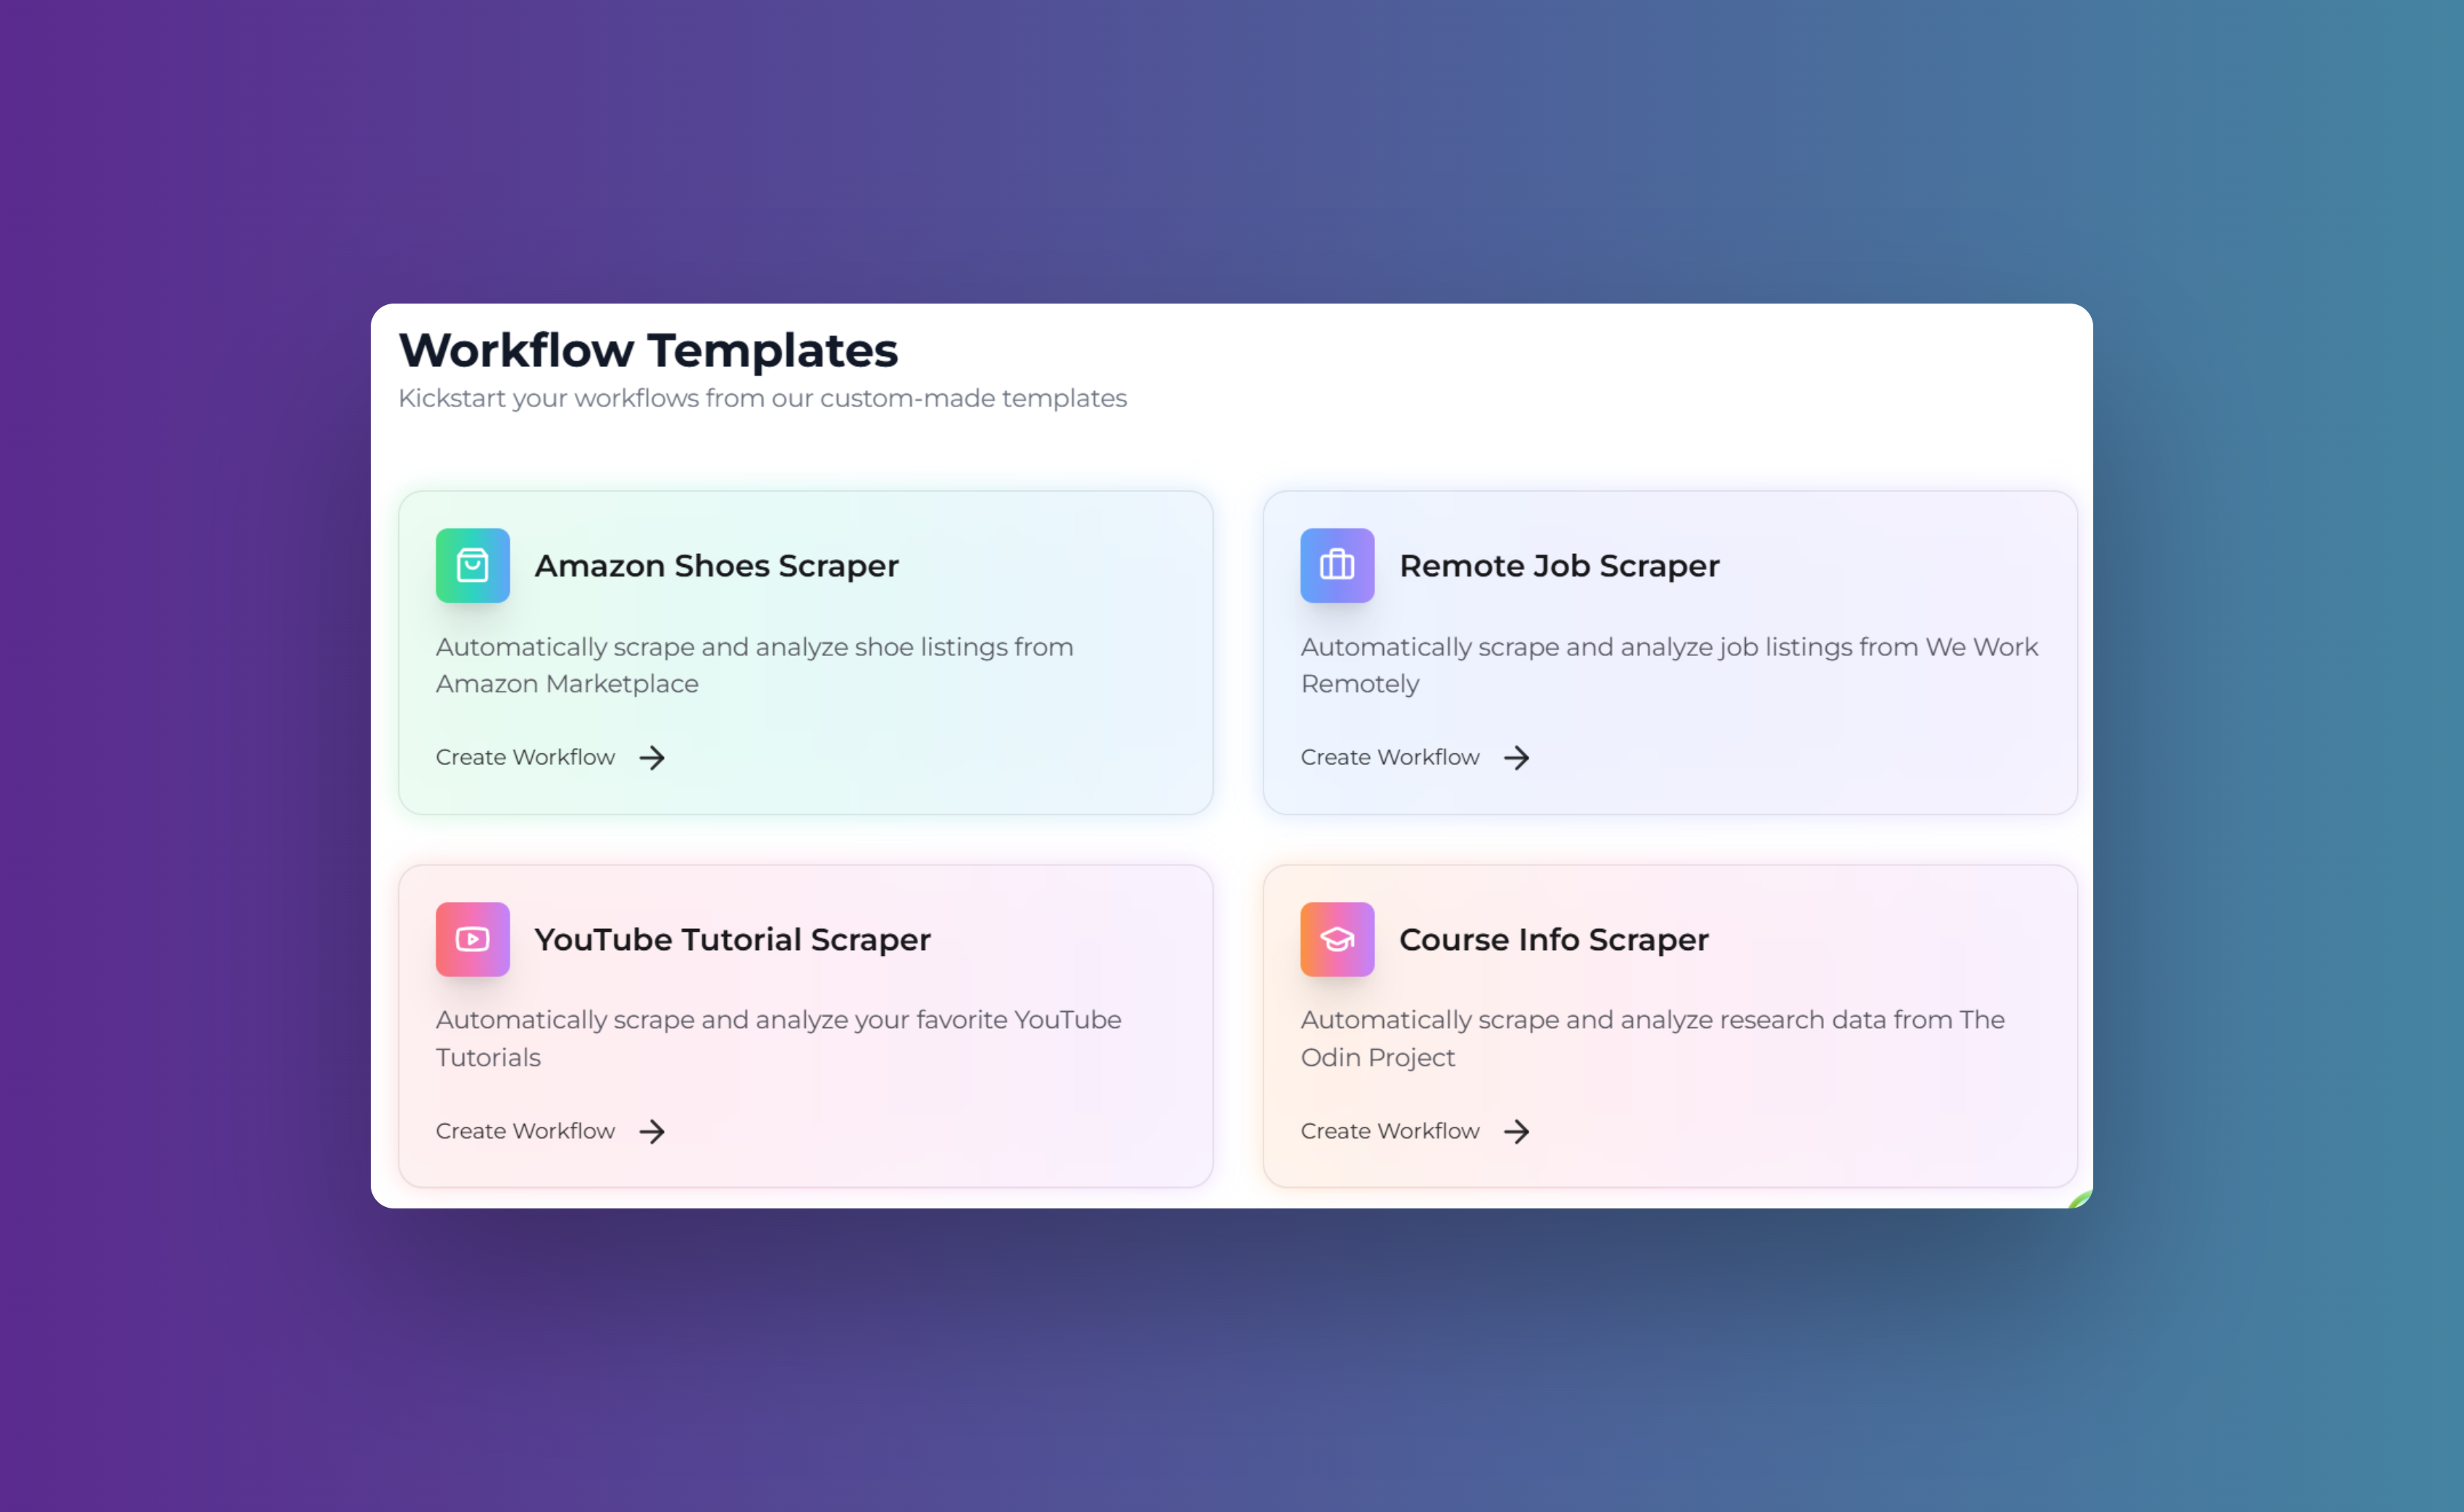 Workflow Templates
Kickstart your workflows from our custom-made templates
Amazon Shoes Scraper
Automatically scrape and analyze shoe listings from
Amazon Marketplace
Create Workflow
Remote Job Scraper
Automatically scrape and analyze job listings from We Work
Remotely
Create Workflow
YouTube Tutorial Scraper
Automatically scrape and analyze your favorite YouTube
Tutorials
Create Workflow
Course Info Scraper
Automatically scrape and analyze research data from The
Odin Project
Create Workflow